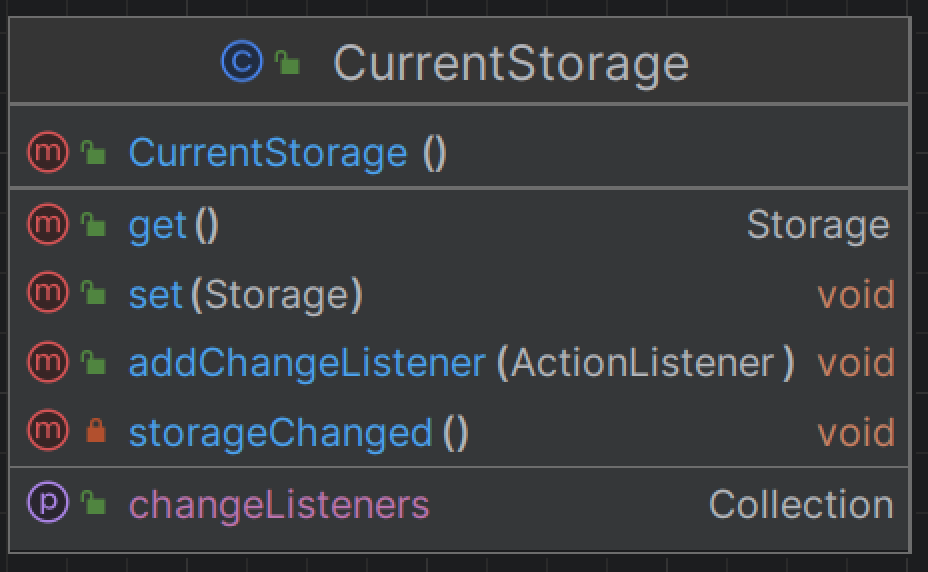 C CurrentStorage
m CurrentStorage ()
m get() Storage
m set(Storage) void
m addChangeListener (ActionListener ) void
m storageChanged () void
p changeListeners Collection